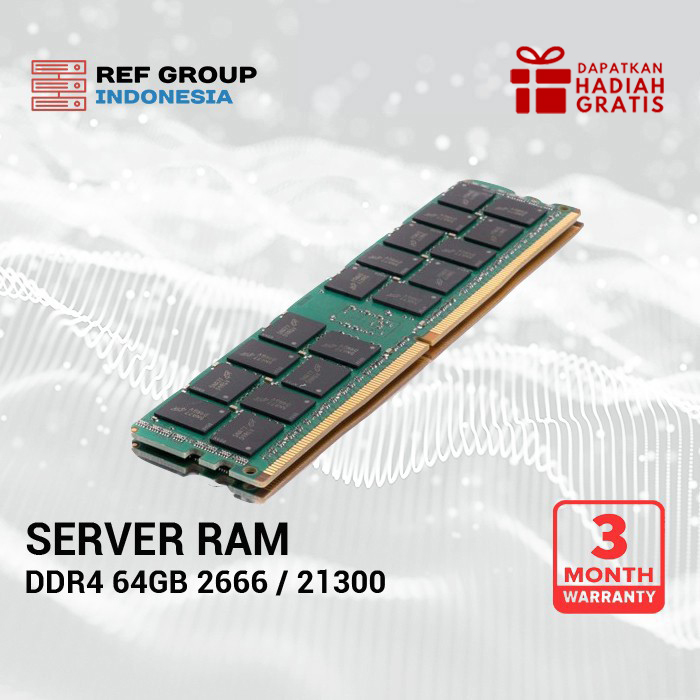 REF GROUP
INDONESIA
DAPATKAN
HADIAH
GRATIS
SERVER RAM
DDR4 64GB 2666 / 21300
3
MONTH
WARRANTY